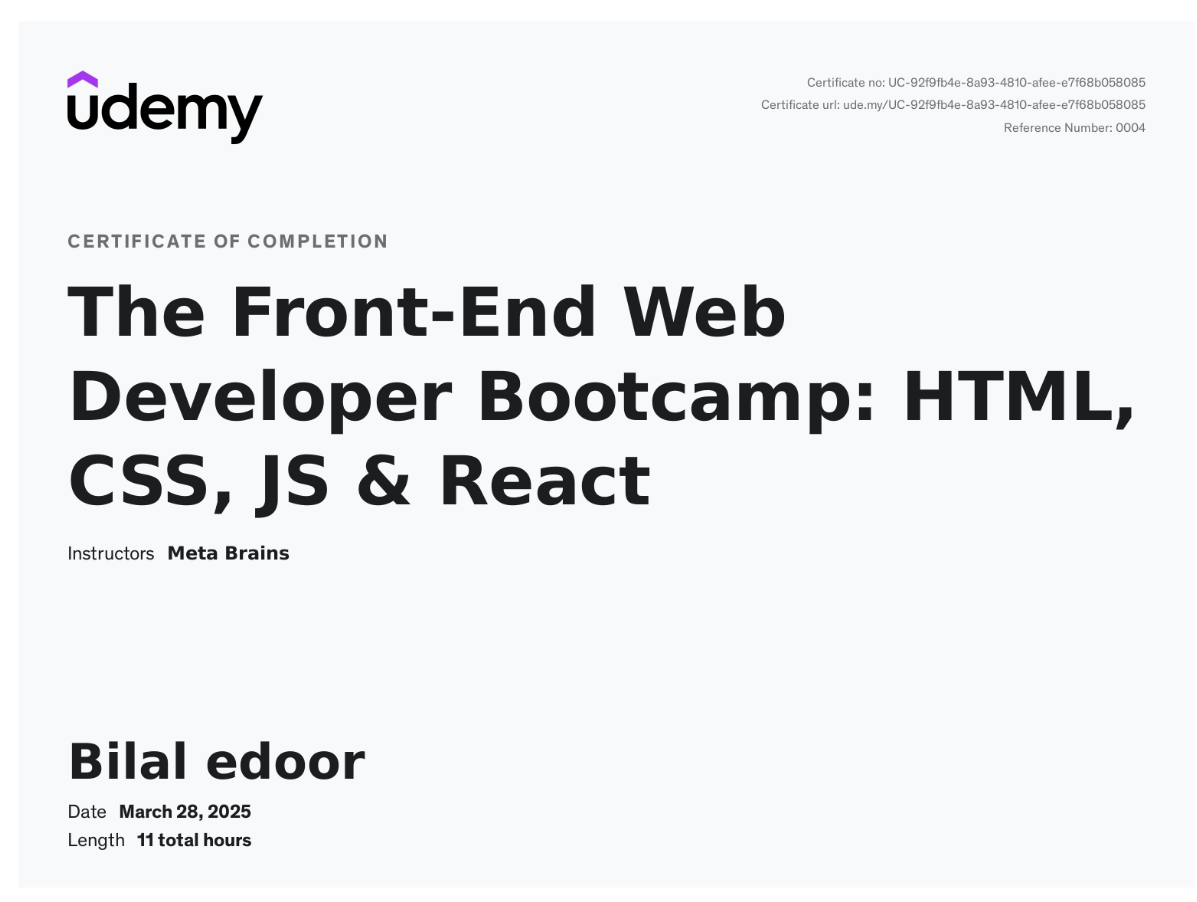 udemy
Certificate no: UC-92f9fb4e-8a93-4810-afee-e7f68b058085
Certificate url: ude.my/UC-92f9fb4e-8a93-4810-afee-e7f68b058085
Reference Number: 0004
CERTIFICATE OF COMPLETION
The Front-End Web
Developer Bootcamp: HTML,
CSS, JS & React
Instructors Meta Brains
Bilal edoor
Date March 28, 2025
Length 11 total hours